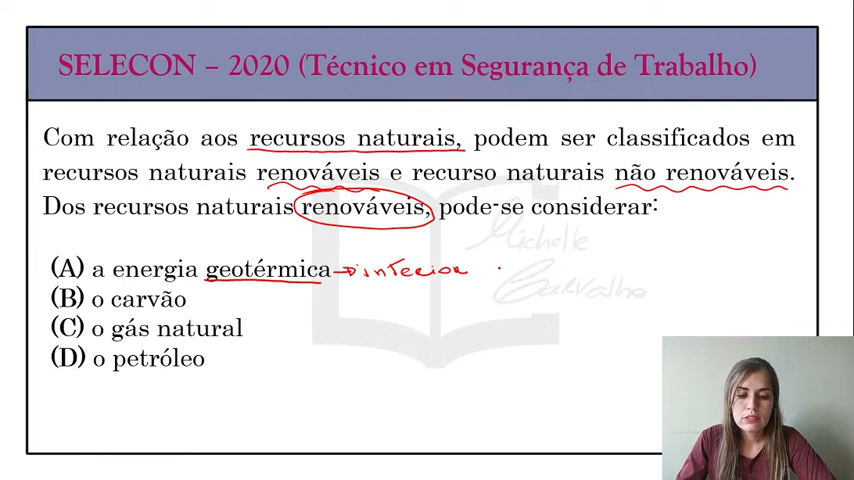 SELECON – 2020 (Técnico em Segurança de Trabalho)
Com relação aos recursos naturais, podem ser classificados em
recursos naturais renováveis e recurso naturais não renováveis.
Dos recursos naturais renováveis, pode-se considerar:
Michelle
Carvalho
(A) a energia geotérmica → interior
(B) o carvão
(C) o gás natural
(D) o petróleo